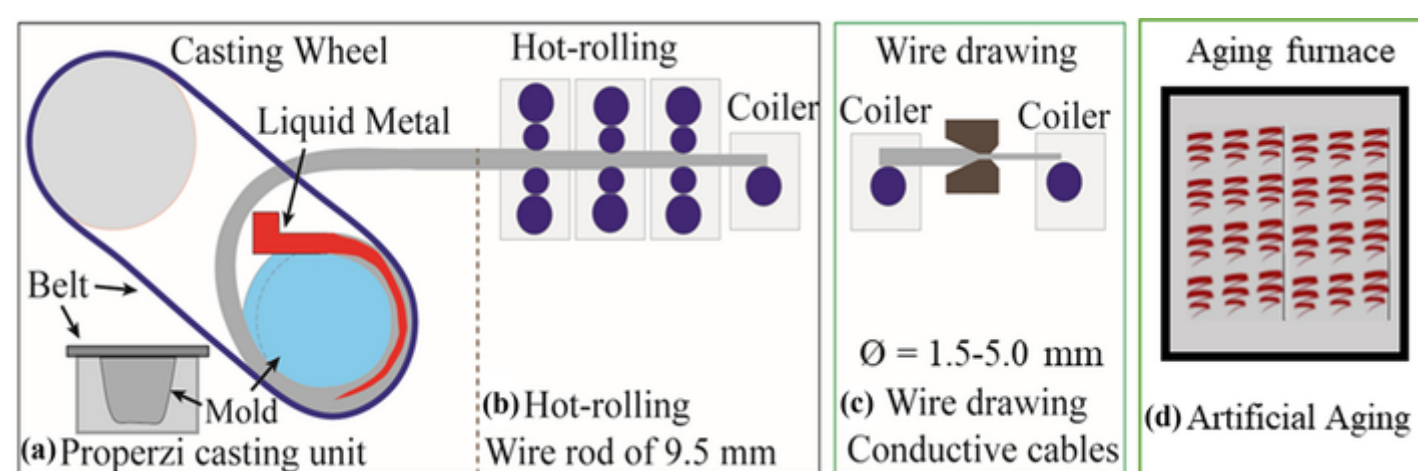 Casting Wheel
Liquid Metal
Belt
Mold
(a) Properzi casting unit
Hot-rolling
Coiler
(b) Hot-rolling
Wire rod of 9.5 mm
Wire drawing
Coiler
Coiler
Ø = 1.5-5.0 mm
(c) Wire drawing
Conductive cables
Aging furnace
(d) Artificial Aging